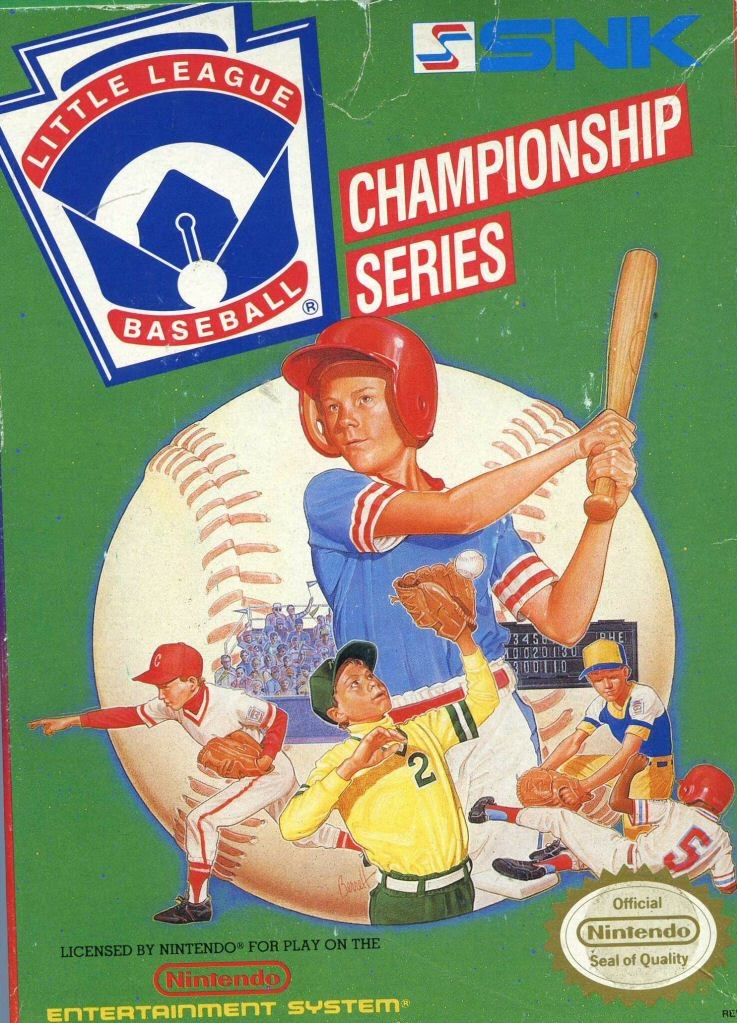 LITTLE LEAGUE
BASEBALL
®
SNK
CHAMPIONSHIP
SERIES
C
2
5
LICENSED BY NINTENDO® FOR PLAY ON THE
Nintendo
ENTERTAINMENT SYSTEM®
Official
Nintendo
Seal of Quality